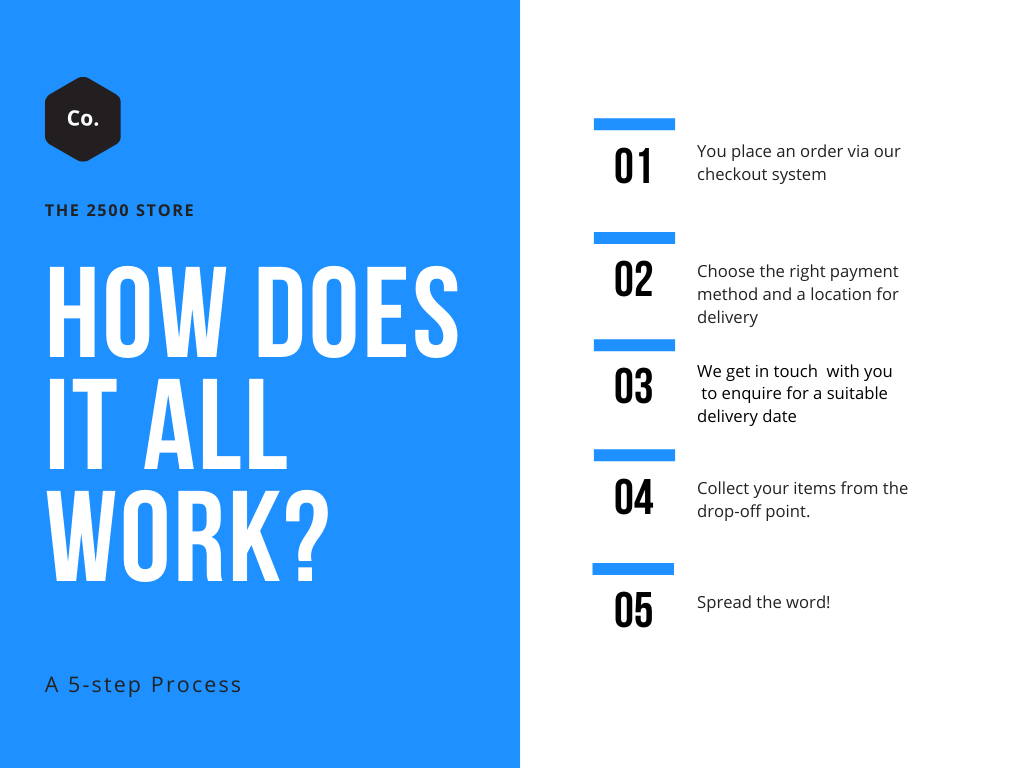 Co.
THE 2500 STORE
HOW DOES
IT ALL
WORK?
A 5-step Process
01
You place an order via our
checkout system
02
Choose the right payment
method and a location for
delivery
03
We get in touch  with you
 to enquire for a suitable
delivery date
04
Collect your items from the
drop-off point.
05
Spread the word!